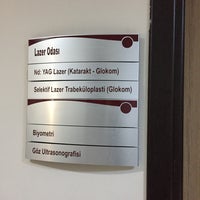 Lazer Odası
Nd: YAG Lazer (Katarakt - Glokom)
Selektif Lazer Trabeküloplasti (Glokom)
Biyometri
Göz Ultrasonografisi